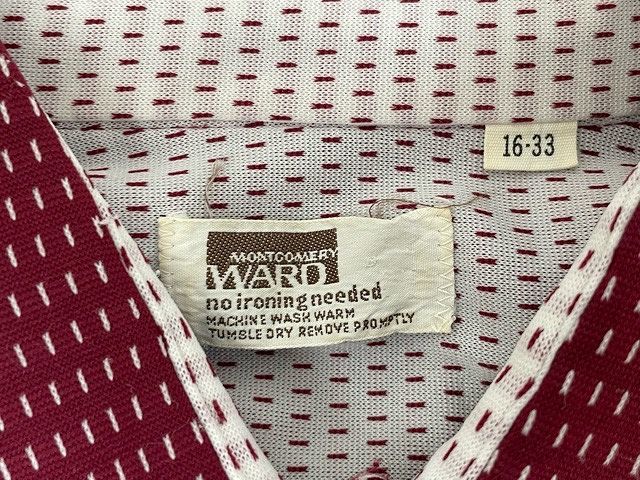 16-33
MONTGOMERY
WARD
no ironing needed
MACHINE WASH WARM
TUMBLE DRY REMOVE PROMPTLY